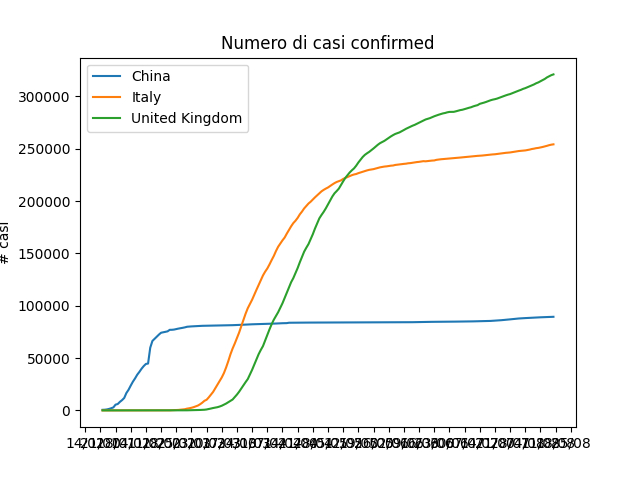 Numero di casi confirmed
China
Italy
United Kingdom
300000
250000
200000
150000
100000
50000
0
# casi